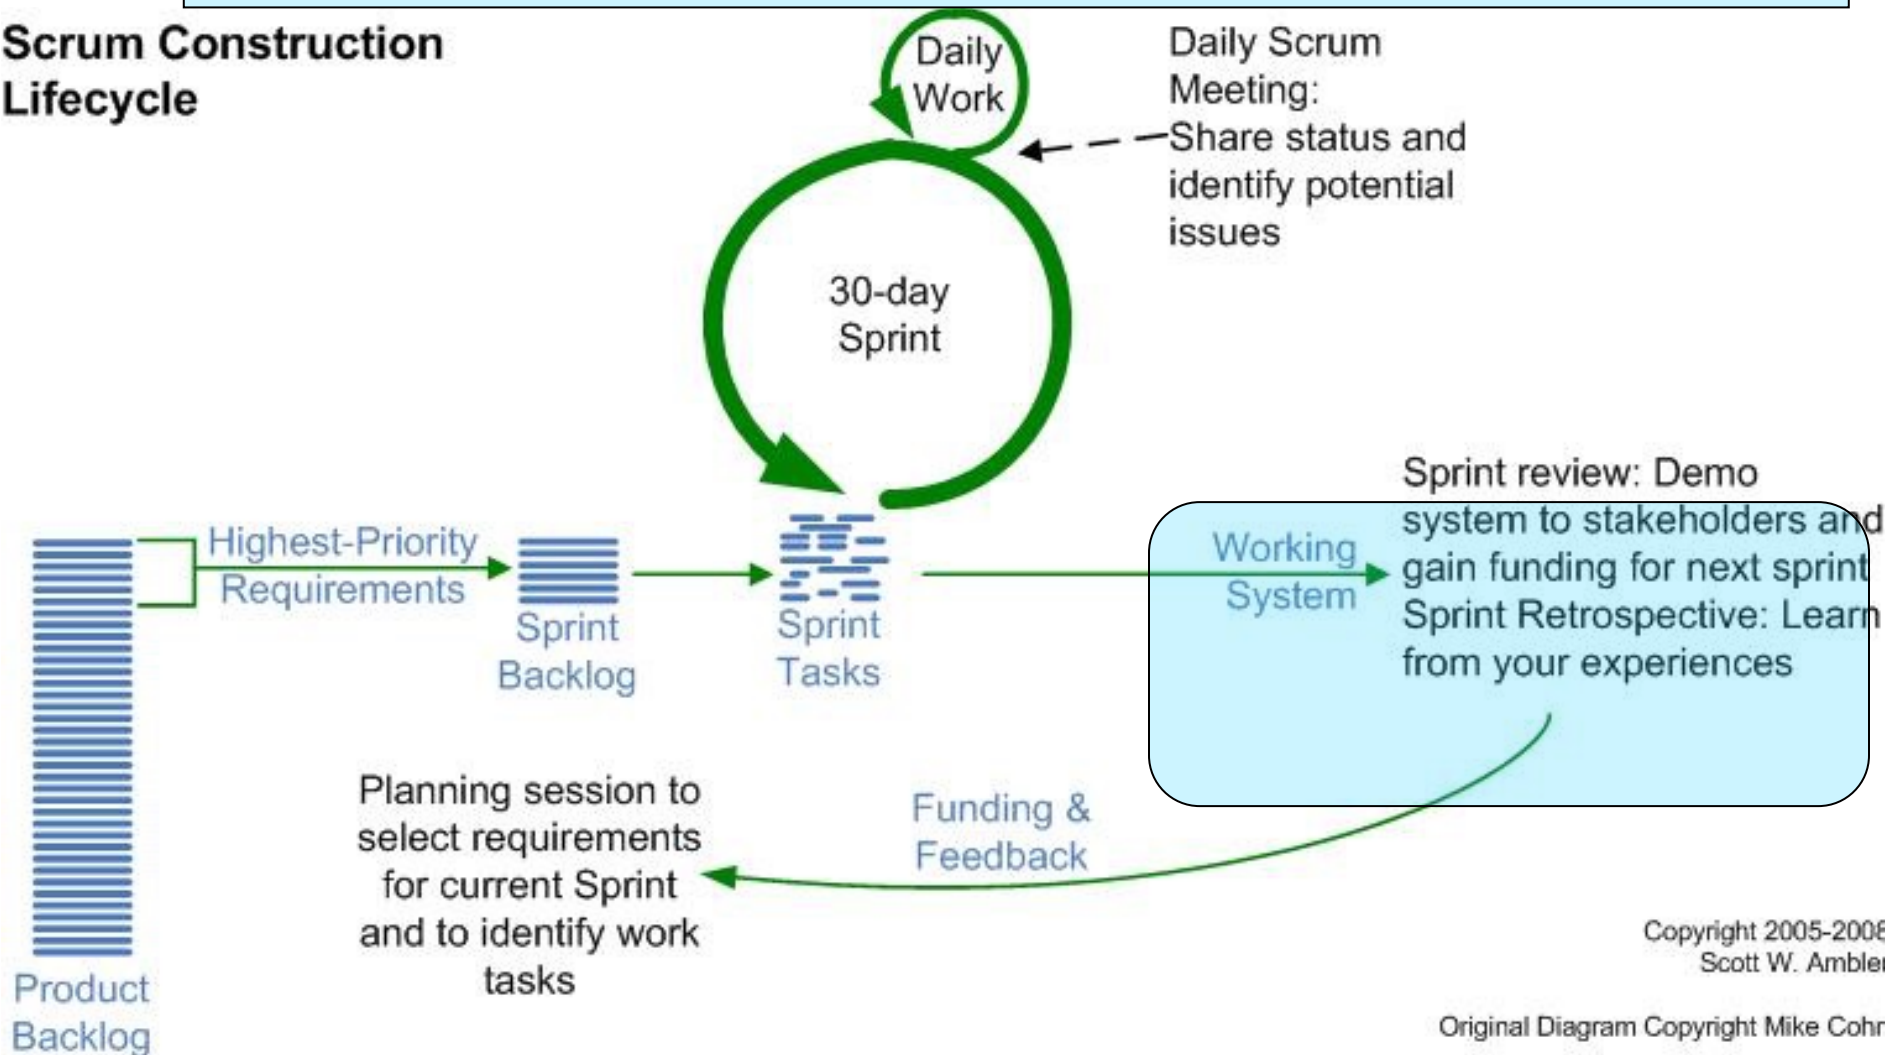 Scrum Construction
Lifecycle
Daily
Work
Daily Scrum
Meeting:
Share status and
identify potential
issues
30-day
Sprint
Highest-Priority
Requirements
Sprint
Backlog
Sprint
Tasks
Working
System
Sprint review: Demo
system to stakeholders and
gain funding for next sprint
Sprint Retrospective: Learn
from your experiences
Planning session to
select requirements
for current Sprint
and to identify work
tasks
Funding &
Feedback
Product
Backlog
Copyright 2005-2008
Scott W. Ambler
Original Diagram Copyright Mike Cohn